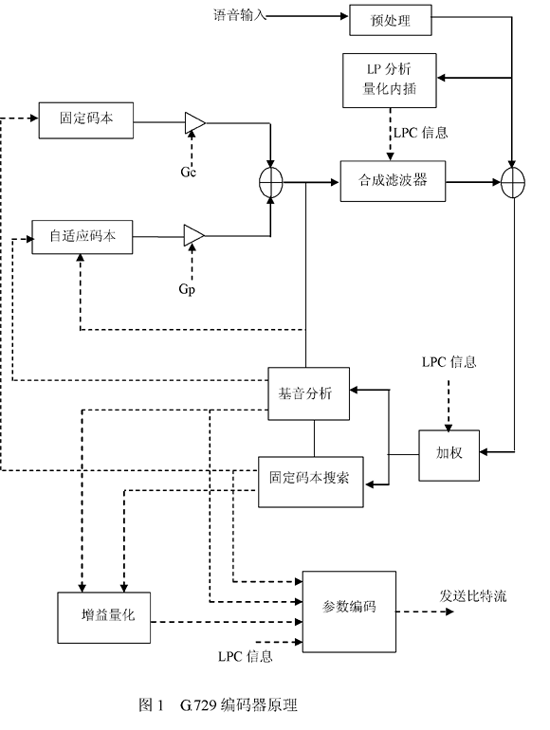 语音输入
预处理
LP 分析
量化内插
LPC 信息
固定码本
Gc
合成滤波器
自适应码本
Gp
LPC 信息
基音分析
加权
固定码本搜索
增益量化
参数编码
发送比特流
LPC 信息
图 1 G.729 编码器原理